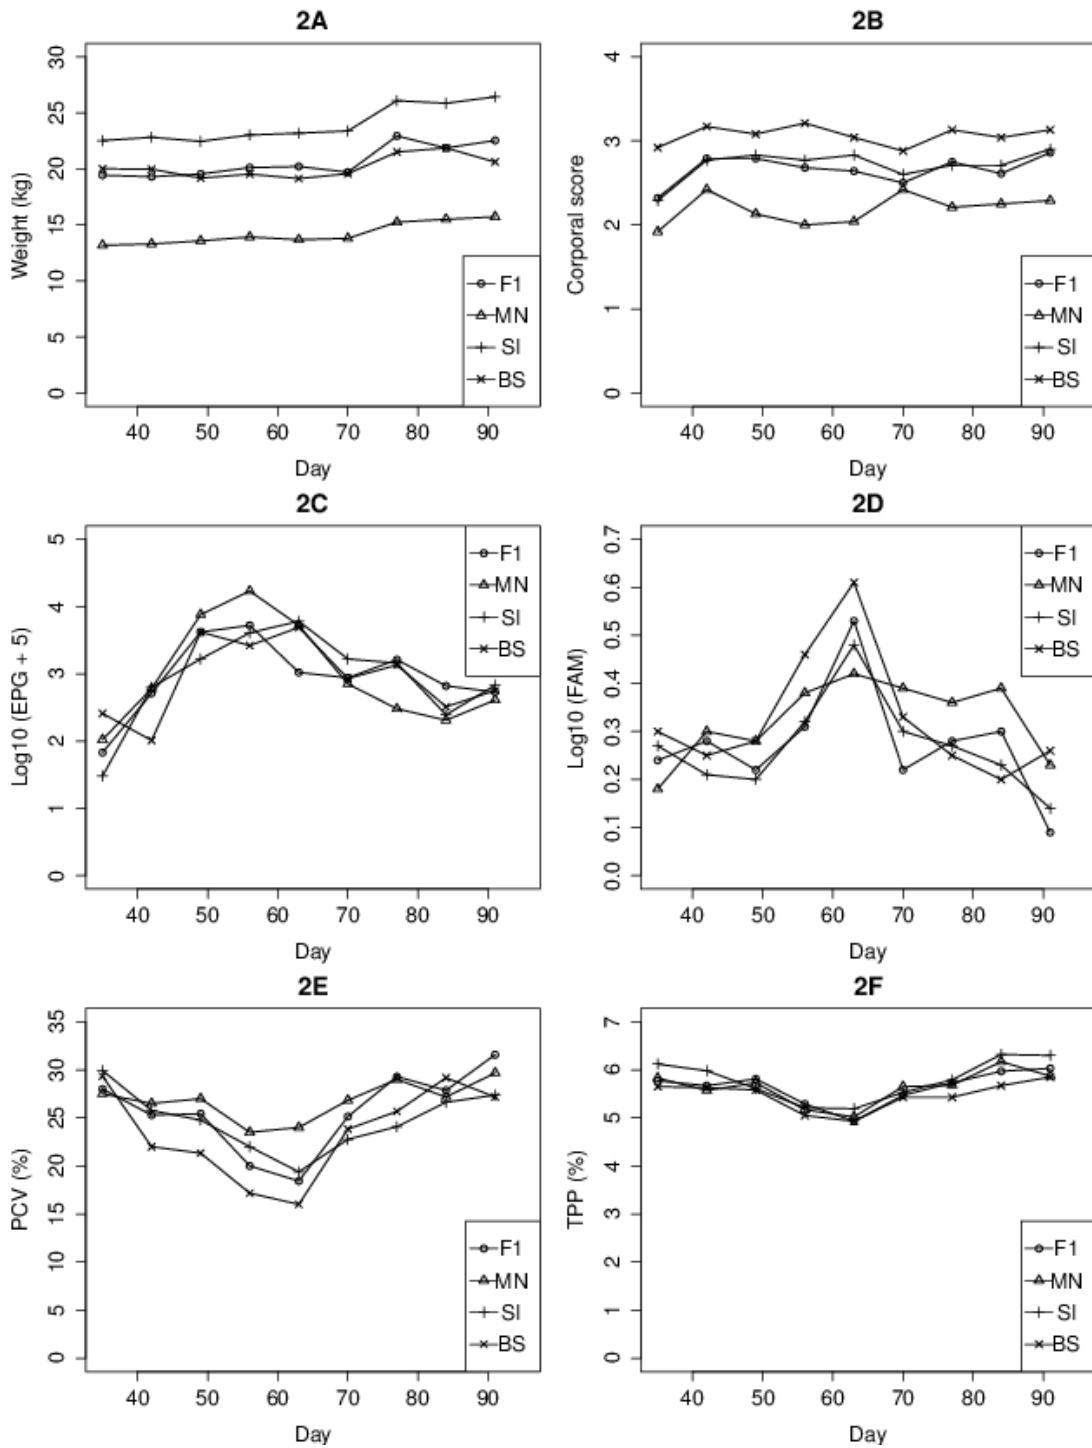 2A
Weight (kg)
30
25
20
15
10
5
0
F1
MN
SI
BS
40 50 60 70 80 90
Day
2B
Corporal score
4
3
2
1
0
F1
MN
SI
BS
40 50 60 70 80 90
Day
2C
Log10 (EPG + 5)
5
4
3
2
1
0
F1
MN
SI
BS
40 50 60 70 80 90
Day
2D
Log10 (FAM)
0.7
0.6
0.5
0.4
0.3
0.2
0.1
0.0
F1
MN
SI
BS
40 50 60 70 80 90
Day
2E
PCV (%)
35
30
25
20
15
10
5
0
F1
MN
SI
BS
40 50 60 70 80 90
Day
2F
TPP (%)
7
6
5
4
3
2
1
0
F1
MN
SI
BS
40 50 60 70 80 90
Day